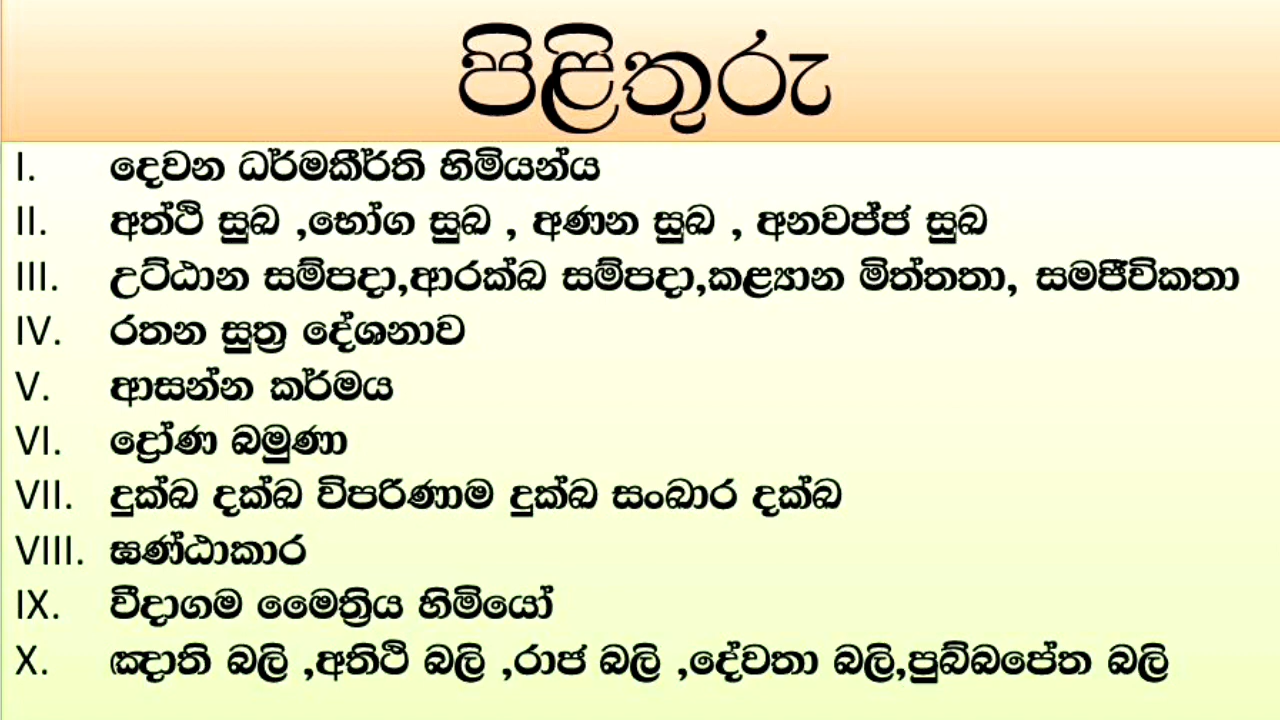 පිළිතුරු
I. දෙවන ධර්මකීර්ති හිමියන්ය
II. අත්ථි සුඛ ,භෝග සුඛ , අණන සුඛ , අනවජ්ජ සුඛ
III. උට්ඨාන සම්පදා,ආරක්ඛ සම්පදා,කළ්‍යාන මිත්තතා, සමජීවිකතා
IV. රතන සුත්‍ර දේශනාව
V. ආසන්න කර්මය
VI. ද්‍රෝණ බමුණා
VII. දුක්ඛ දක්ඛ විපරිණාම දුක්ඛ සංඛාර දක්ඛ
VIII. ඝණ්ඨාකාර
IX. වීදාගම මෛත්‍රිය හිමියෝ
X. ඤාති බලි ,අතිථි බලි ,රාජ බලි ,දේවතා බලි,පුබ්බපේත බලි